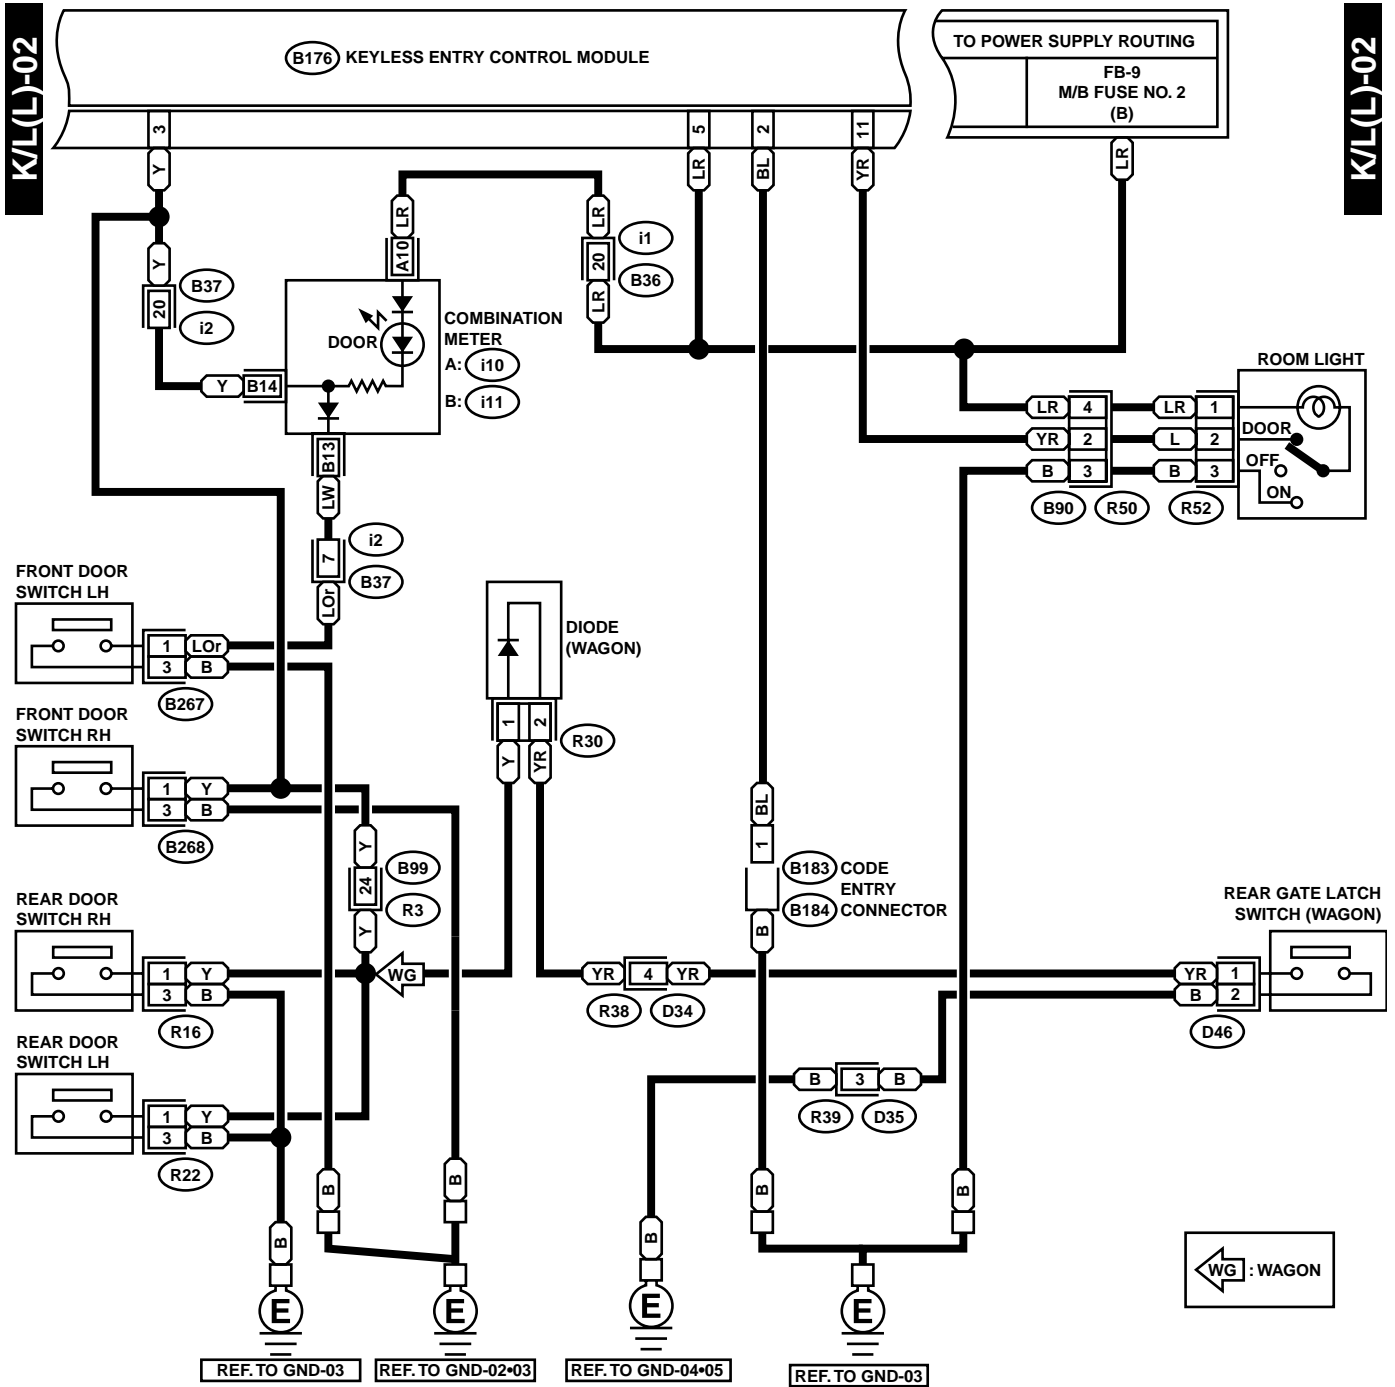 K/L(L)-02
K/L(L)-02
B176 KEYLESS ENTRY CONTROL MODULE
TO POWER SUPPLY ROUTING
FB-9
M/B FUSE NO. 2
(B)
3
5
2
11
Y
LR
BL
YR
LR
LR
LR
A10
20
i1
B36
LR
Y
20
B37
i2
DOOR
COMBINATION
METER
A: i10
B: i11
Y B14
B13
LW
7
i2
B37
LOr
ROOM LIGHT
LR 4 LR 1
YR 2 L 2
B 3 B 3
DOOR
OFF
ON
B90 R50 R52
FRONT DOOR
SWITCH LH
1 LOr
3 B
B267
FRONT DOOR
SWITCH RH
1 Y
3 B
B268
DIODE
(WAGON)
1 2
R30
Y YR
Y
24
B99
R3
Y
BL
1
B183 CODE
ENTRY
B184 CONNECTOR
B
REAR DOOR
SWITCH RH
1 Y
3 B
R16
WG
YR 4 YR
R38 D34
REAR GATE LATCH
SWITCH (WAGON)
YR 1
B 2
D46
REAR DOOR
SWITCH LH
1 Y
3 B
R22
B 3 B
R39 D35
B
B
B
B
B
B
E
E
E
E
REF. TO GND-03
REF. TO GND-02•03
REF. TO GND-04•05
REF. TO GND-03
WG : WAGON